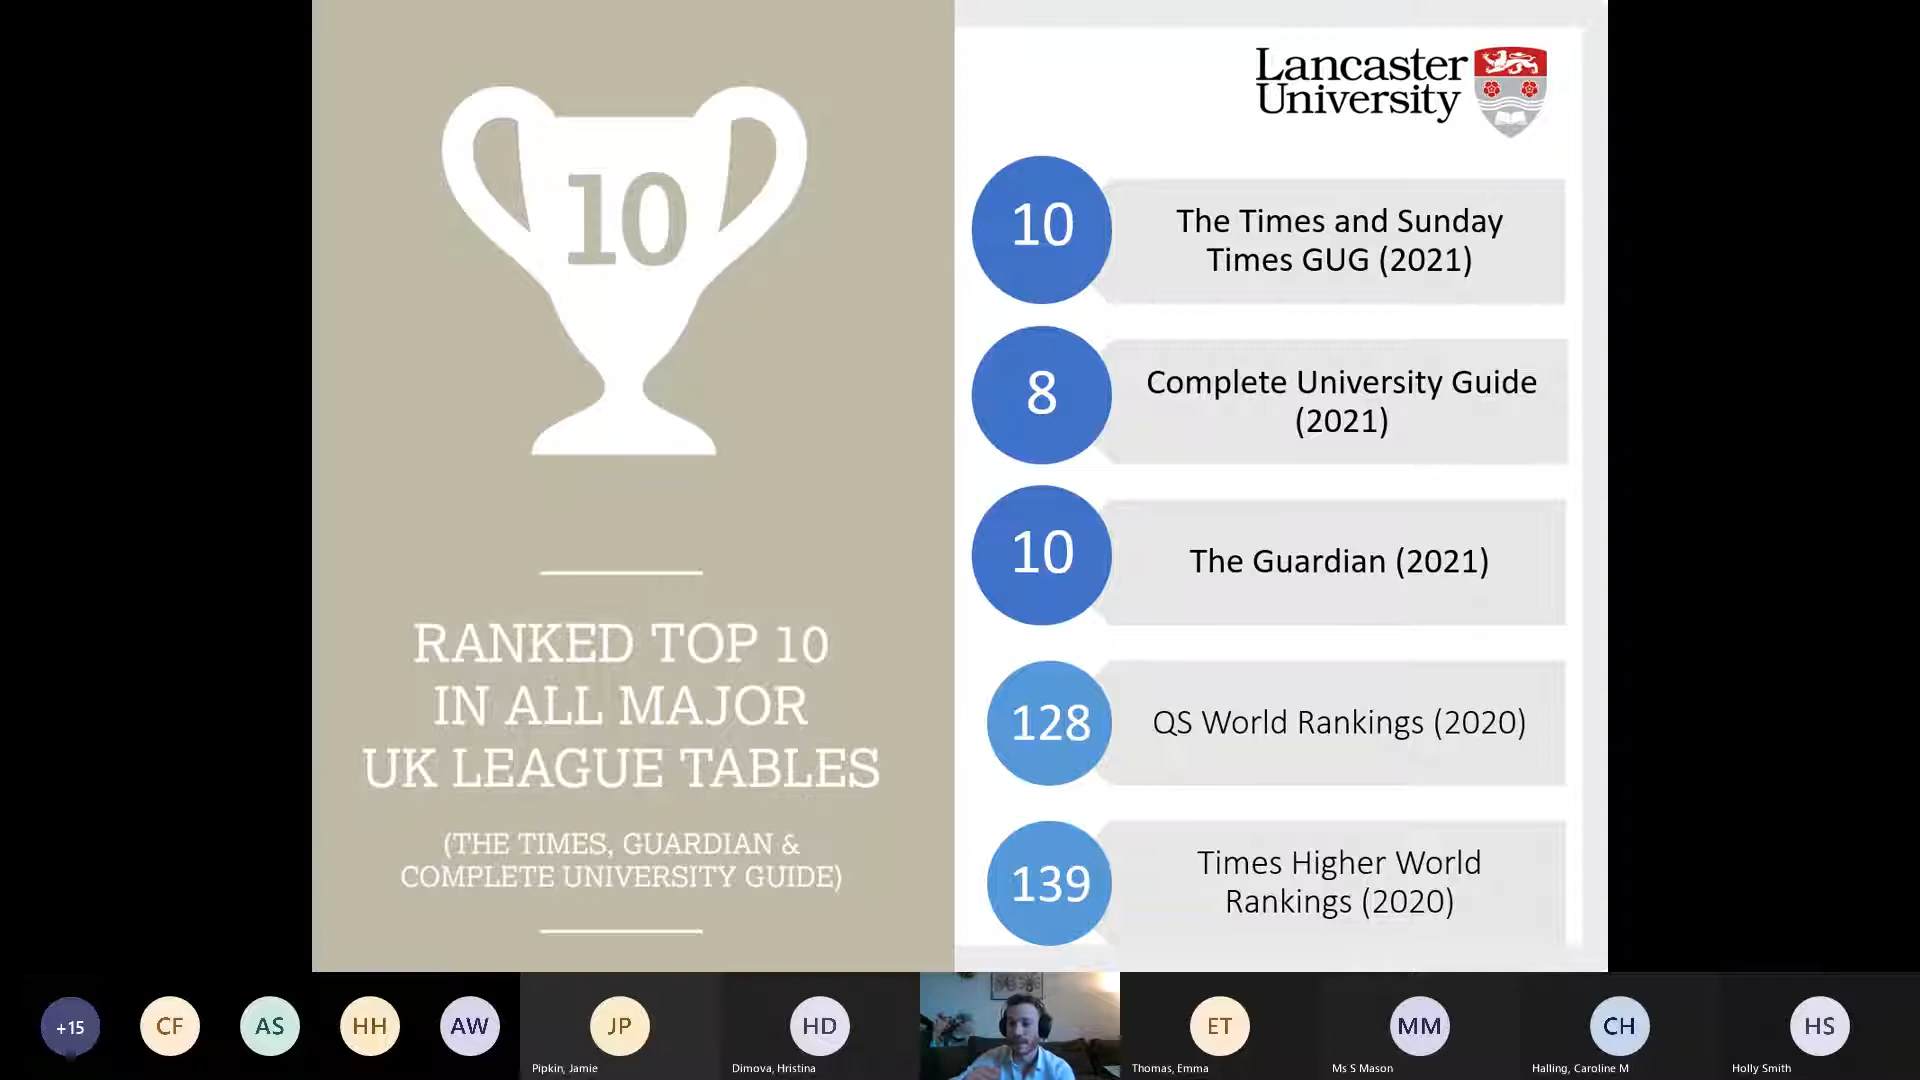 10
RANKED TOP 10
IN ALL MAJOR
UK LEAGUE TABLES
(THE TIMES, GUARDIAN &
COMPLETE UNIVERSITY GUIDE)
Lancaster
University
10
The Times and Sunday
Times GUG (2021)
8
Complete University Guide
(2021)
10
The Guardian (2021)
128
QS World Rankings (2020)
139
Times Higher World
Rankings (2020)
+15
CF
AS
HH
AW
JP
Pipkin, Jamie
HD
Dimova, Hristina
ET
Thomas, Emma
MM
Ms S Mason
CH
Halling, Caroline M
HS
Holly Smith